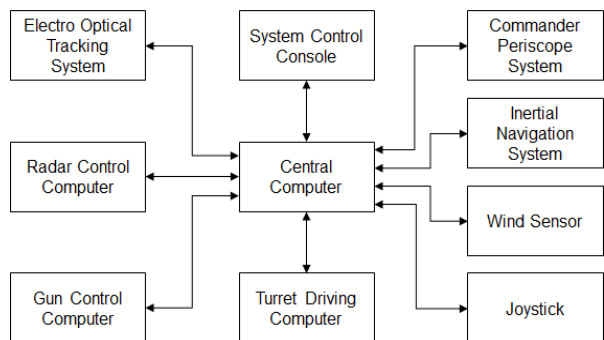 Electro Optical
Tracking
System
System Control
Console
Commander
Periscope
System
Inertial
Navigation
System
Radar Control
Computer
Central
Computer
Wind Sensor
Gun Control
Computer
Turret Driving
Computer
Joystick